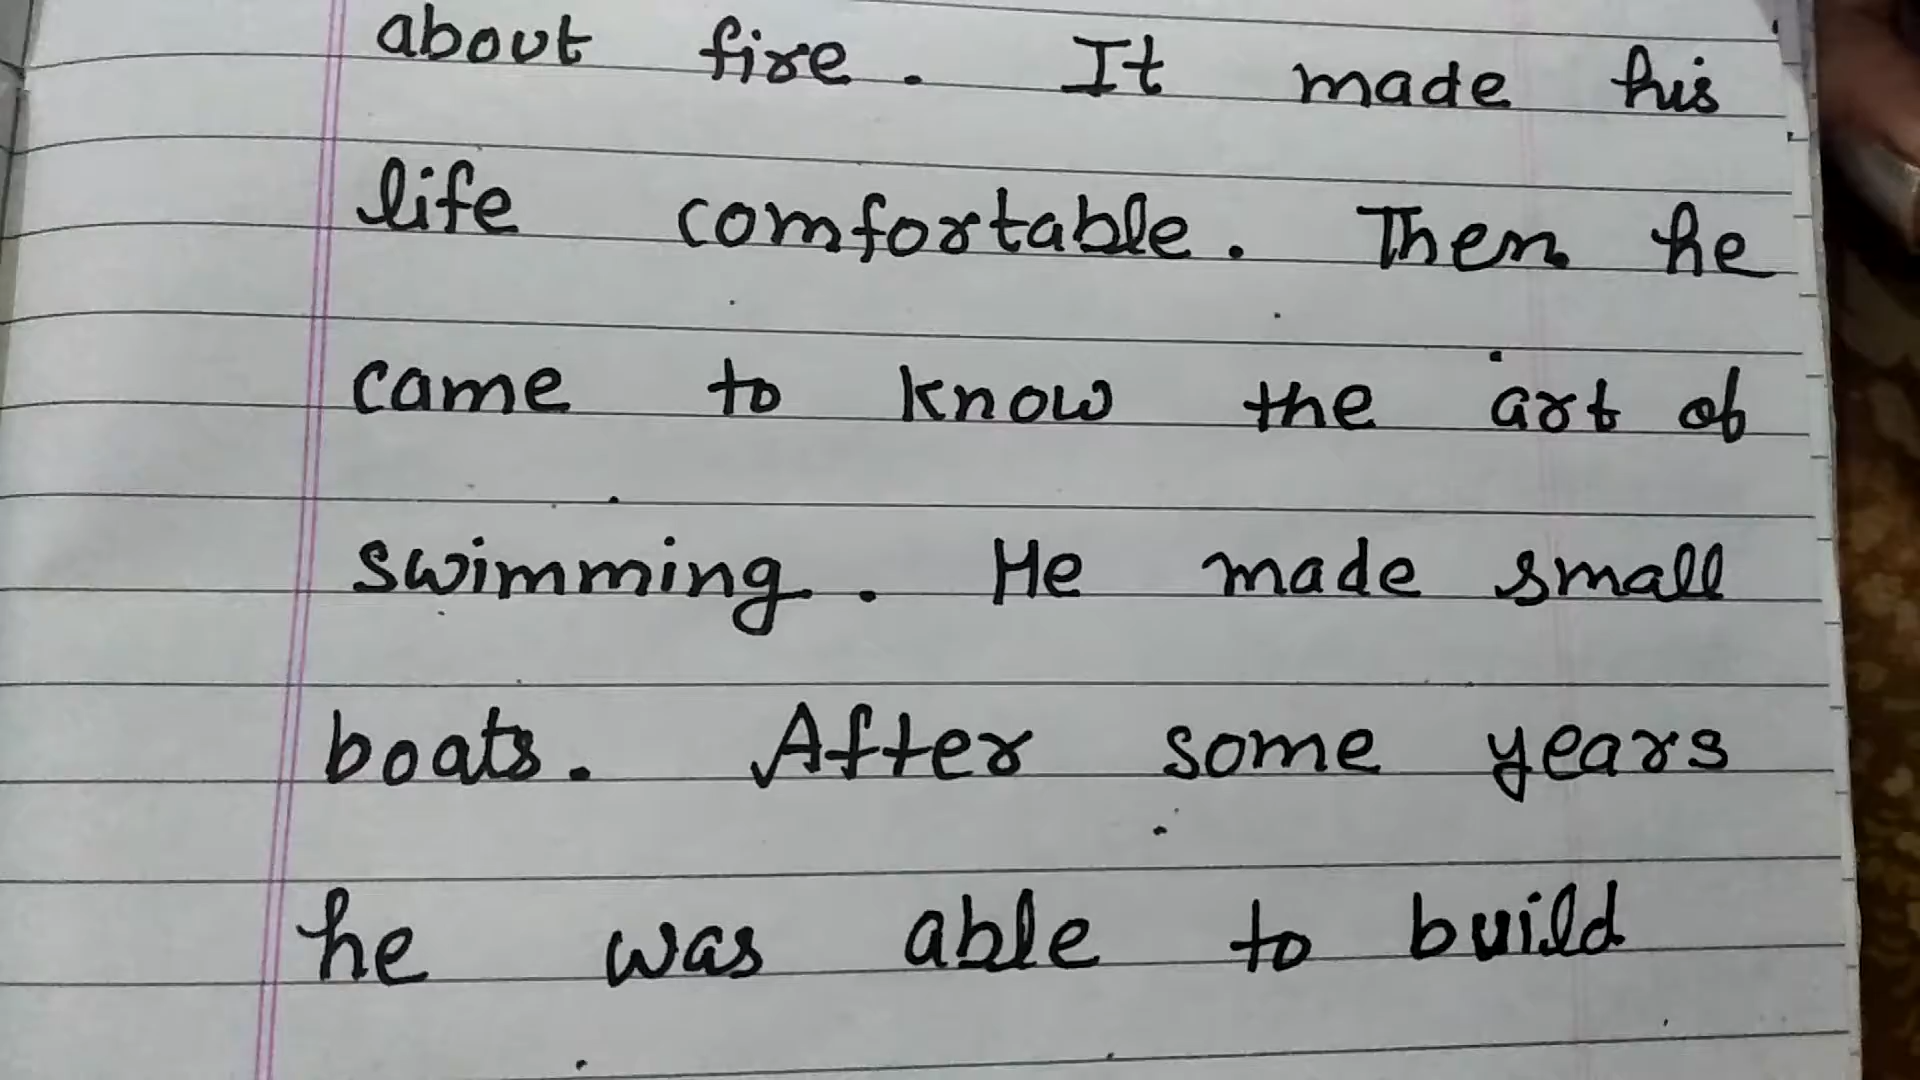 about fire. It made his
life comfortable. Then he
came to know the art of
swimming. He made small
boats. After some years
he was able to build